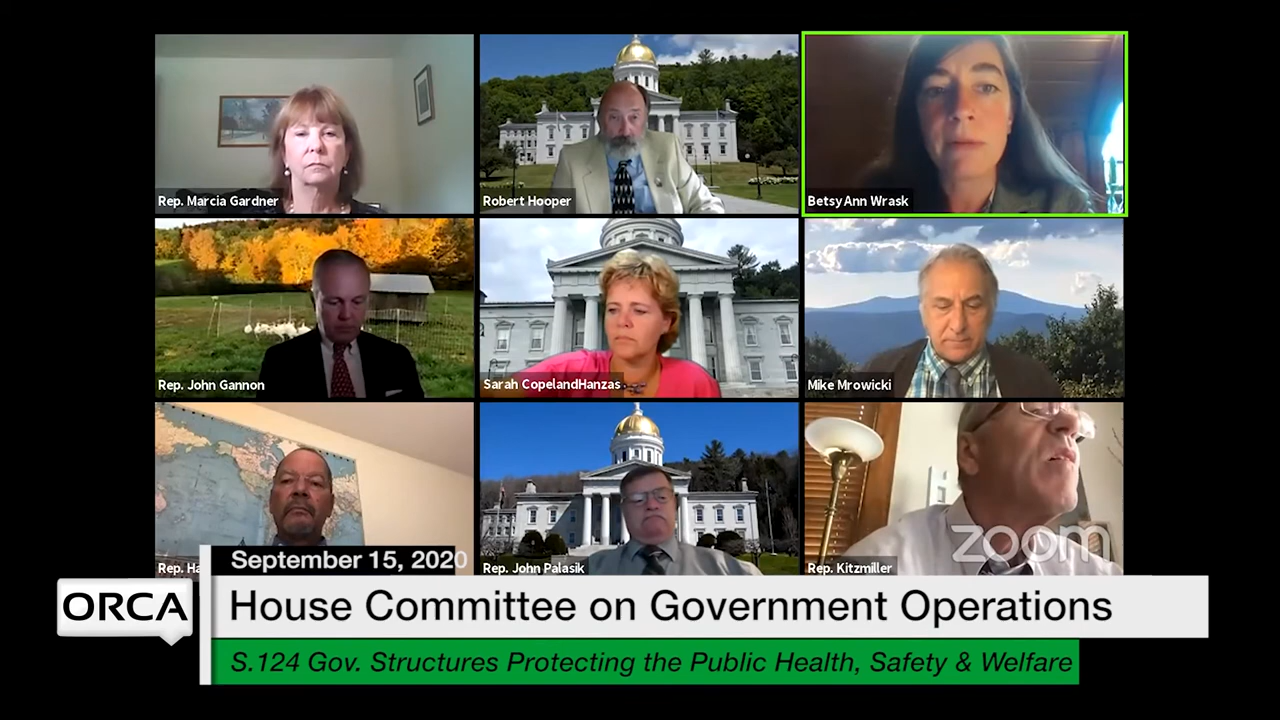 Rep. Marcia Gardner
Robert Hooper
BetsyAnn Wrask
Rep. John Gannon
Sarah CopelandHanzas
Mike Mrowicki
Rep. Ha
Rep. John Palasik
Rep. Kitzmiller
zoom
September 15, 2020
ORCA
House Committee on Government Operations
S.124 Gov. Structures Protecting the Public Health, Safety & Welfare